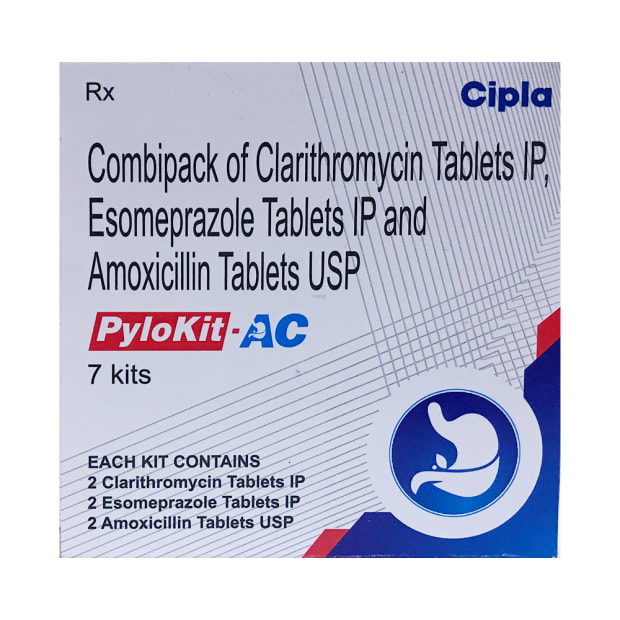 Rx
Cipla
Combipack of Clarithromycin Tablets IP,
Esomeprazole Tablets IP and
Amoxicillin Tablets USP
PyloKit-AC
7 kits
EACH KIT CONTAINS
2 Clarithromycin Tablets IP
2 Esomeprazole Tablets IP
2 Amoxicillin Tablets USP